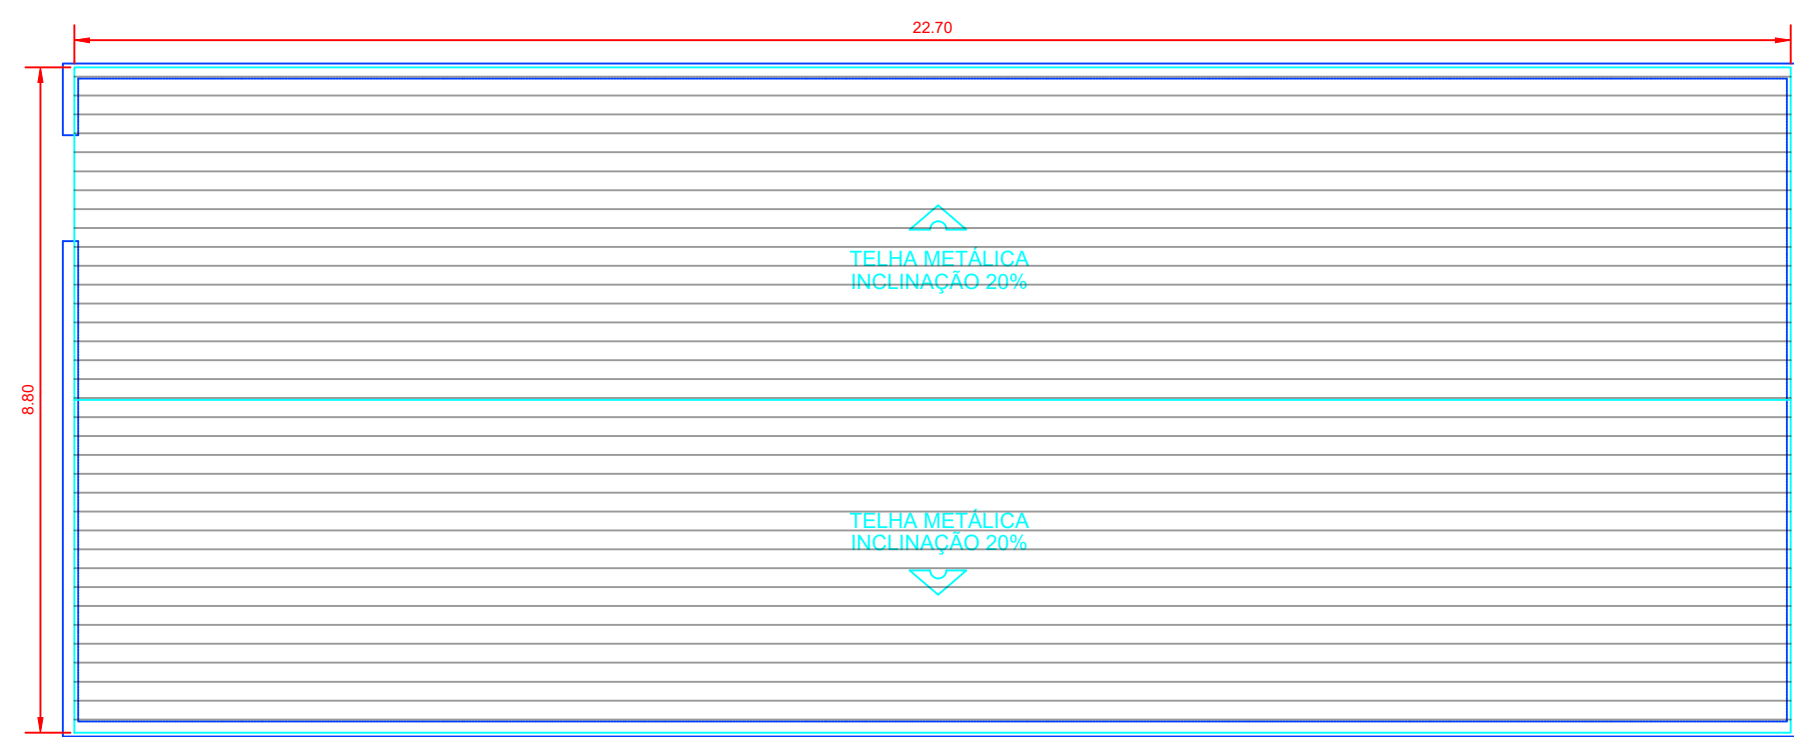 22.70
TELHA METÁLICA
INCLINAÇÃO 20%
8.80
TELHA METÁLICA
INCLINAÇÃO 20%